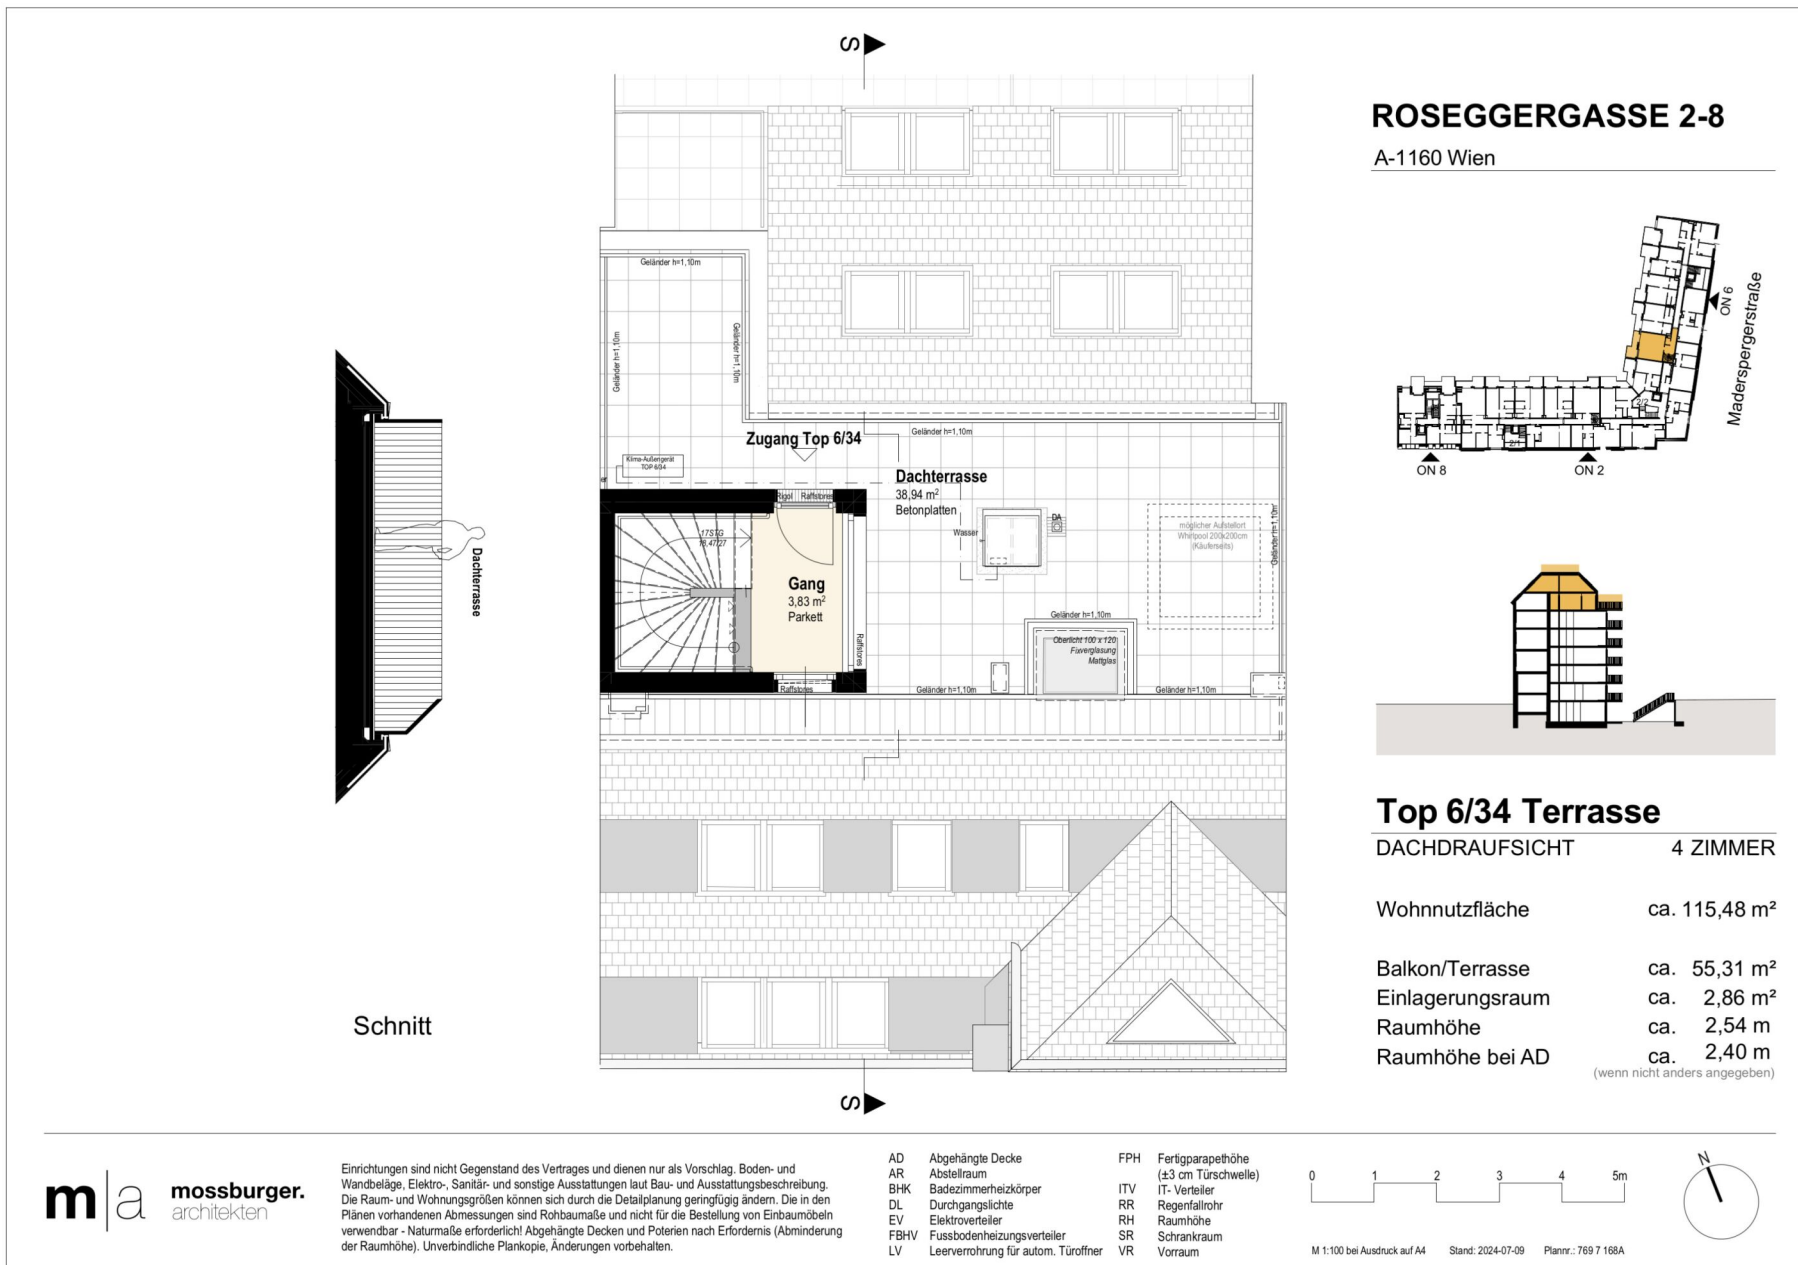 S
ROSEGGERGASSE 2-8
A-1160 Wien
ON 6
Maderspergerstraße
2/2
2/1
ON 8
ON 2
Geländer h=1,10m
Geländer h=1,10m
Geländer h=1,10m
Zugang Top 6/34
Geländer h=1,10m
Klima-Außengerät
TOP 6/34
Dachterrasse
38,94 m²
Betonplatten
Rigol
Raffstores
17STG
18,47/27
Wasser
DA
möglicher Aufstellort
Whirlpool 200x200cm
(Käuferseits)
Geländer h=1,10m
Gang
3,83 m²
Parkett
Raffstores
Geländer h=1,10m
Oberlicht 100 x 120
Fixverglasung
Mattglas
Raffstores
Geländer h=1,10m
Geländer h=1,10m
Dachterrasse
Schnitt
S
Top 6/34 Terrasse
DACHDRAUFSICHT 4 ZIMMER
Wohnnutzfläche ca. 115,48 m²
Balkon/Terrasse ca. 55,31 m²
Einlagerungsraum ca. 2,86 m²
Raumhöhe ca. 2,54 m
Raumhöhe bei AD ca. 2,40 m
(wenn nicht anders angegeben)
m|a
mossburger.
architekten
Einrichtungen sind nicht Gegenstand des Vertrages und dienen nur als Vorschlag. Boden- und
Wandbeläge, Elektro-, Sanitär- und sonstige Ausstattungen laut Bau- und Ausstattungsbeschreibung.
Die Raum- und Wohnungsgrößen können sich durch die Detailplanung geringfügig ändern. Die in den
Plänen vorhandenen Abmessungen sind Rohbaumaße und nicht für die Bestellung von Einbaumöbeln
verwendbar - Naturmaße erforderlich! Abgehängte Decken und Poterien nach Erfordernis (Abminderung
der Raumhöhe). Unverbindliche Plankopie, Änderungen vorbehalten.
AD Abgehängte Decke
AR Abstellraum
BHK Badezimmerheizkörper
DL Durchgangslichte
EV Elektroverteiler
FBHV Fussbodenheizungsverteiler
LV Leerverrohrung für autom. Türöffner
FPH Fertigparapethöhe
(±3 cm Türschwelle)
ITV IT- Verteiler
RR Regenfallrohr
RH Raumhöhe
SR Schrankraum
VR Vorraum
0 1 2 3 4 5m
M 1:100 bei Ausdruck auf A4 Stand: 2024-07-09 Plannr.: 769 7 168A
N